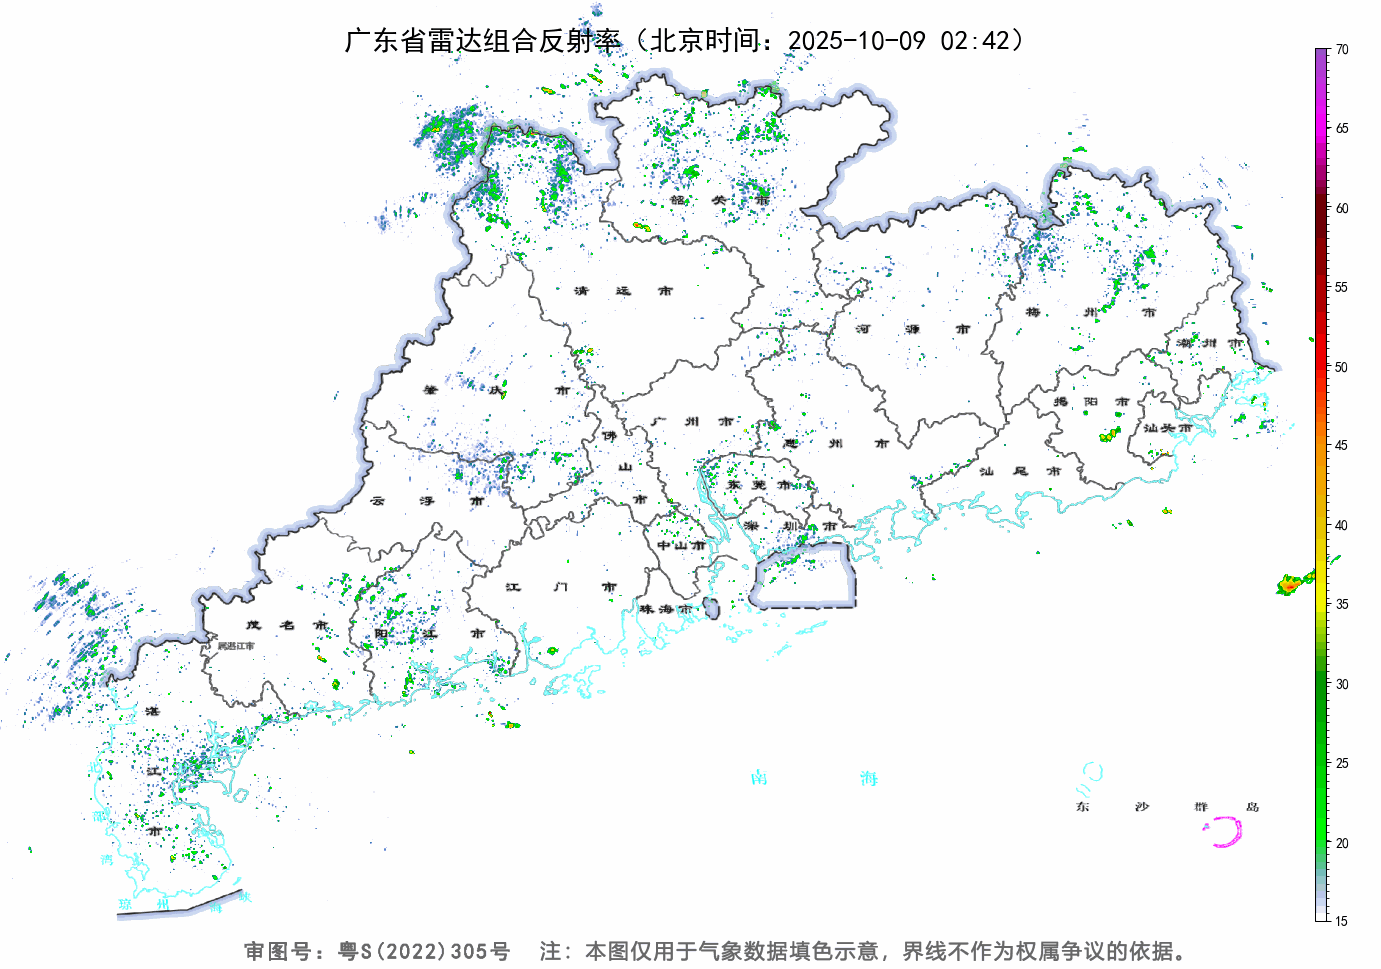 广东省雷达组合反射率（北京时间：2025-10-09 02:42）
70
65
60
55
50
45
40
35
30
25
20
15
韶关市
清远市
河源市
梅州市
潮州市
肇庆市
揭阳市
汕头市
广州市
佛山市
惠州市
汕尾市
东莞市
云浮市
深圳市
中山市
江门市
珠海市
茂名市
阳江市
属湛江市
湛江市
南海
东沙群岛
北部湾
琼州海峡
审图号：粤S(2022)305号 注：本图仅用于气象数据填色示意，界线不作为权属争议的依据。